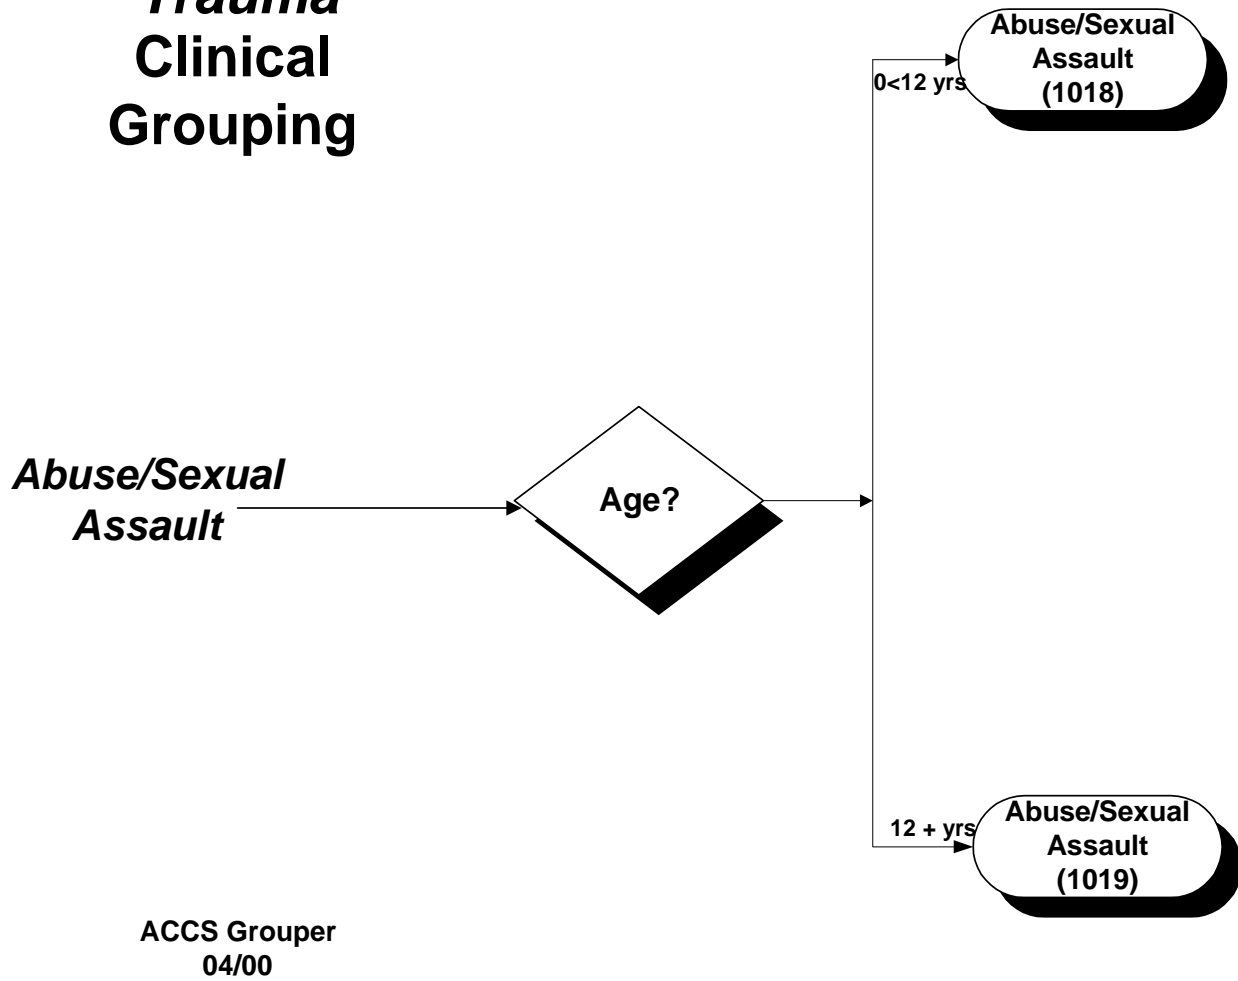 Trauma
Clinical
Grouping
Abuse/Sexual
Assault
(1018)
0<12 yrs
Abuse/Sexual
Assault
Age?
12 + yrs
Abuse/Sexual
Assault
(1019)
ACCS Grouper
04/00